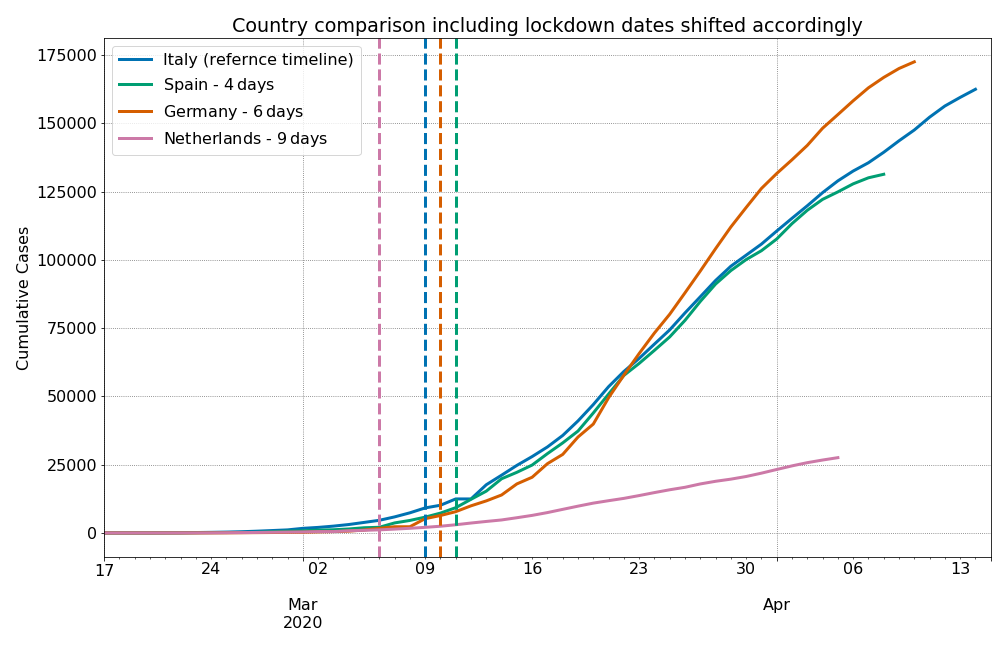 Country comparison including lockdown dates shifted accordingly
Italy (refernce timeline)
Spain - 4 days
Germany - 6 days
Netherlands - 9 days
Cumulative Cases
175000
150000
125000
100000
75000
50000
25000
0
17 24 02 09 16 23 30 06 13
Mar Apr
2020